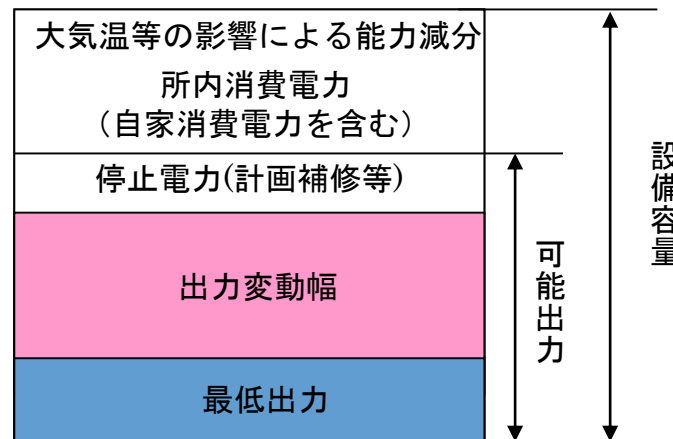 大気温等の影響による能力減分
所内消費電力
（自家消費電力を含む）
停止電力(計画補修等)
出力変動幅
最低出力
可能出力
設備容量